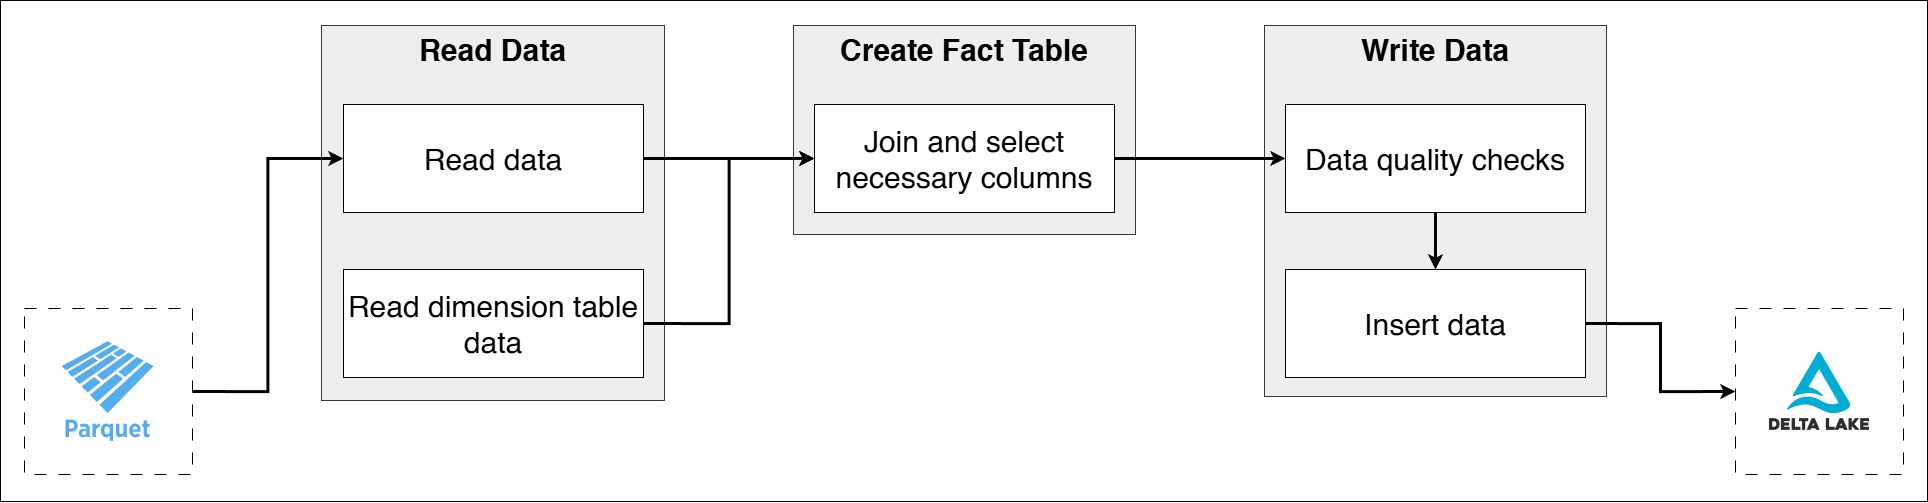 Read Data
Read data
Read dimension table
data
Create Fact Table
Join and select
necessary columns
Write Data
Data quality checks
Insert data
Parquet
DELTA LAKE